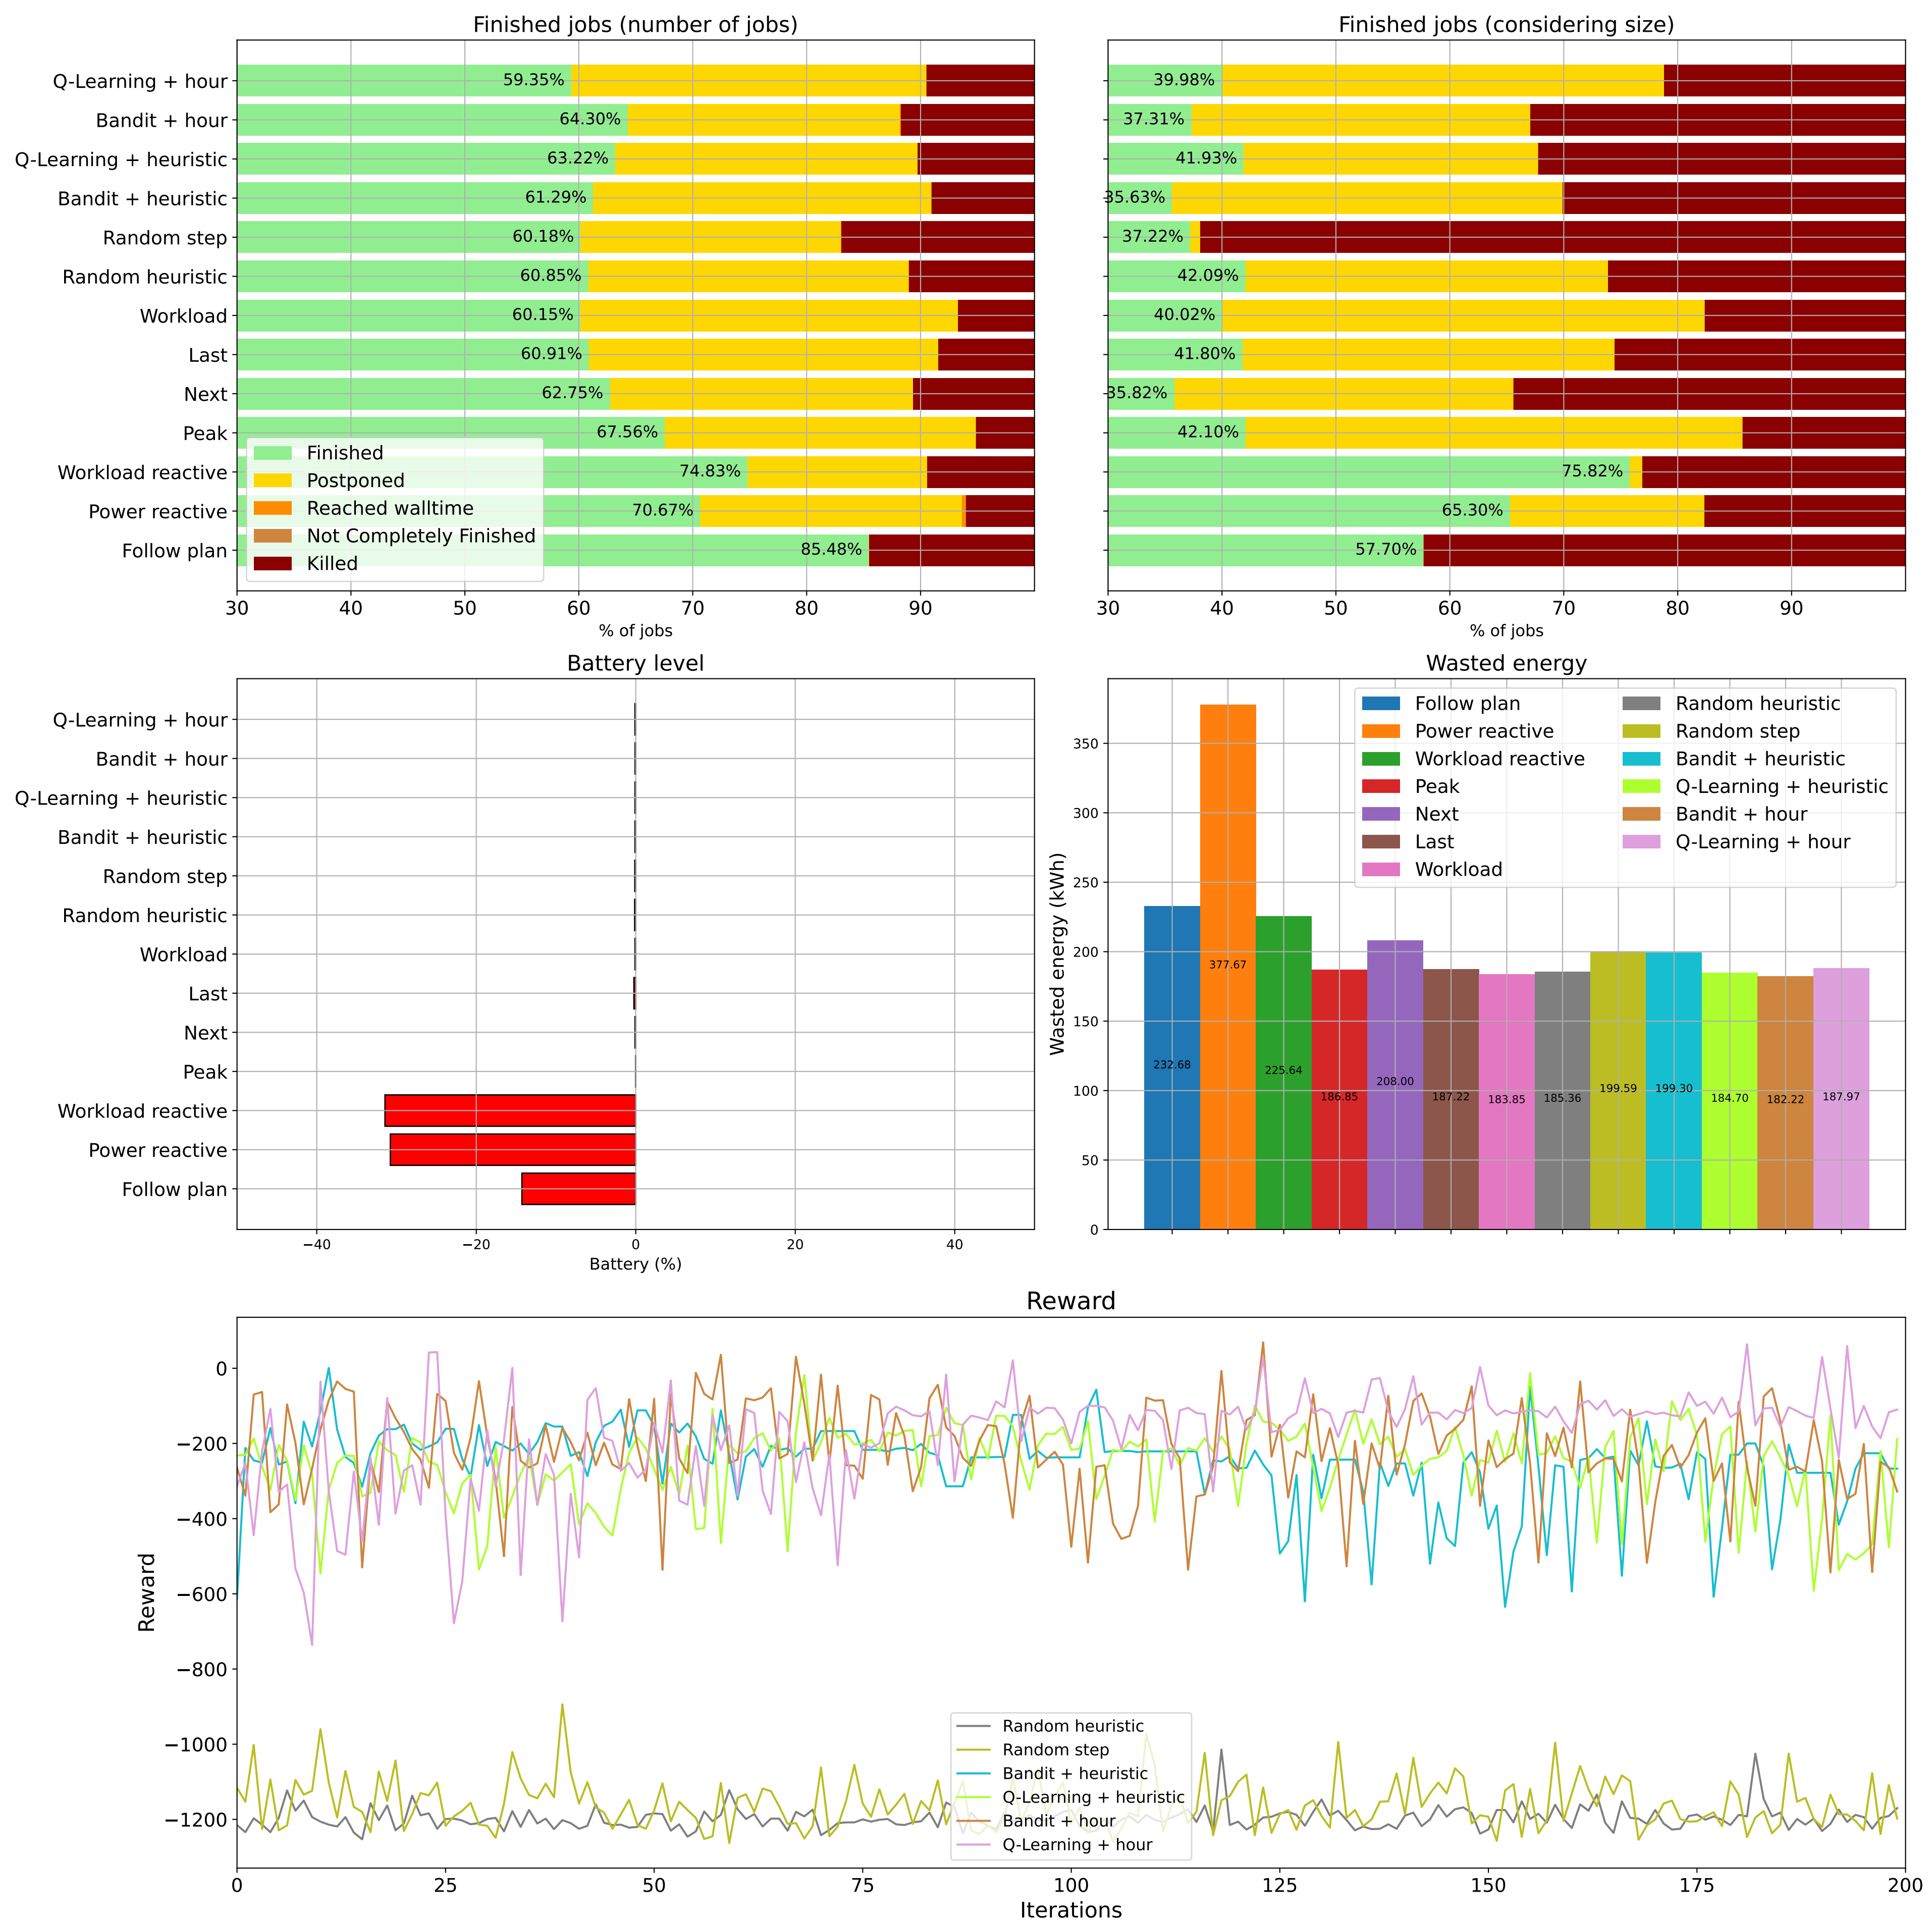 Finished jobs (number of jobs)
Q-Learning + hour
Bandit + hour
Q-Learning + heuristic
Bandit + heuristic
Random step
Random heuristic
Workload
Last
Next
Peak
Workload reactive
Power reactive
Follow plan
59.35%
64.30%
63.22%
61.29%
60.18%
60.85%
60.15%
60.91%
62.75%
67.56%
74.83%
70.67%
85.48%
Finished
Postponed
Reached walltime
Not Completely Finished
Killed
30 40 50 60 70 80 90
% of jobs
Finished jobs (considering size)
39.98%
37.31%
41.93%
35.63%
37.22%
42.09%
40.02%
41.80%
35.82%
42.10%
75.82%
65.30%
57.70%
30 40 50 60 70 80 90
% of jobs
Battery level
Q-Learning + hour
Bandit + hour
Q-Learning + heuristic
Bandit + heuristic
Random step
Random heuristic
Workload
Last
Next
Peak
Workload reactive
Power reactive
Follow plan
−40 −20 0 20 40
Battery (%)
Wasted energy
Wasted energy (kWh)
350
300
250
200
150
100
50
0
Follow plan
Power reactive
Workload reactive
Peak
Next
Last
Workload
Random heuristic
Random step
Bandit + heuristic
Q-Learning + heuristic
Bandit + hour
Q-Learning + hour
232.68
377.67
225.64
186.85
208.00
187.22
183.85
185.36
199.59
199.30
184.70
182.22
187.97
Reward
Reward
0
−200
−400
−600
−800
−1000
−1200
Random heuristic
Random step
Bandit + heuristic
Q-Learning + heuristic
Bandit + hour
Q-Learning + hour
0 25 50 75 100 125 150 175 200
Iterations